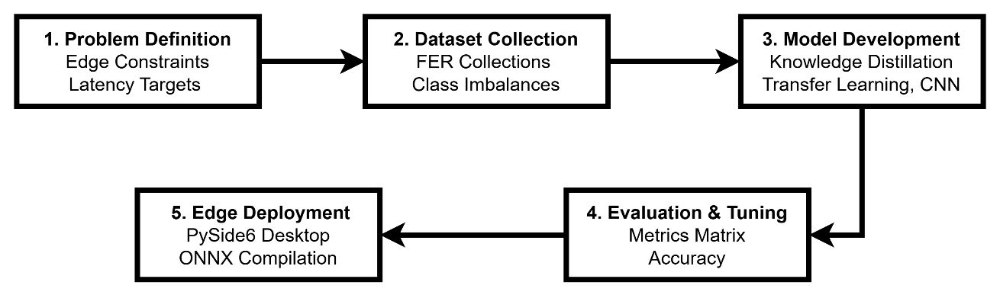 1. Problem Definition
Edge Constraints
Latency Targets
2. Dataset Collection
FER Collections
Class Imbalances
3. Model Development
Knowledge Distillation
Transfer Learning, CNN
4. Evaluation & Tuning
Metrics Matrix
Accuracy
5. Edge Deployment
PySide6 Desktop
ONNX Compilation